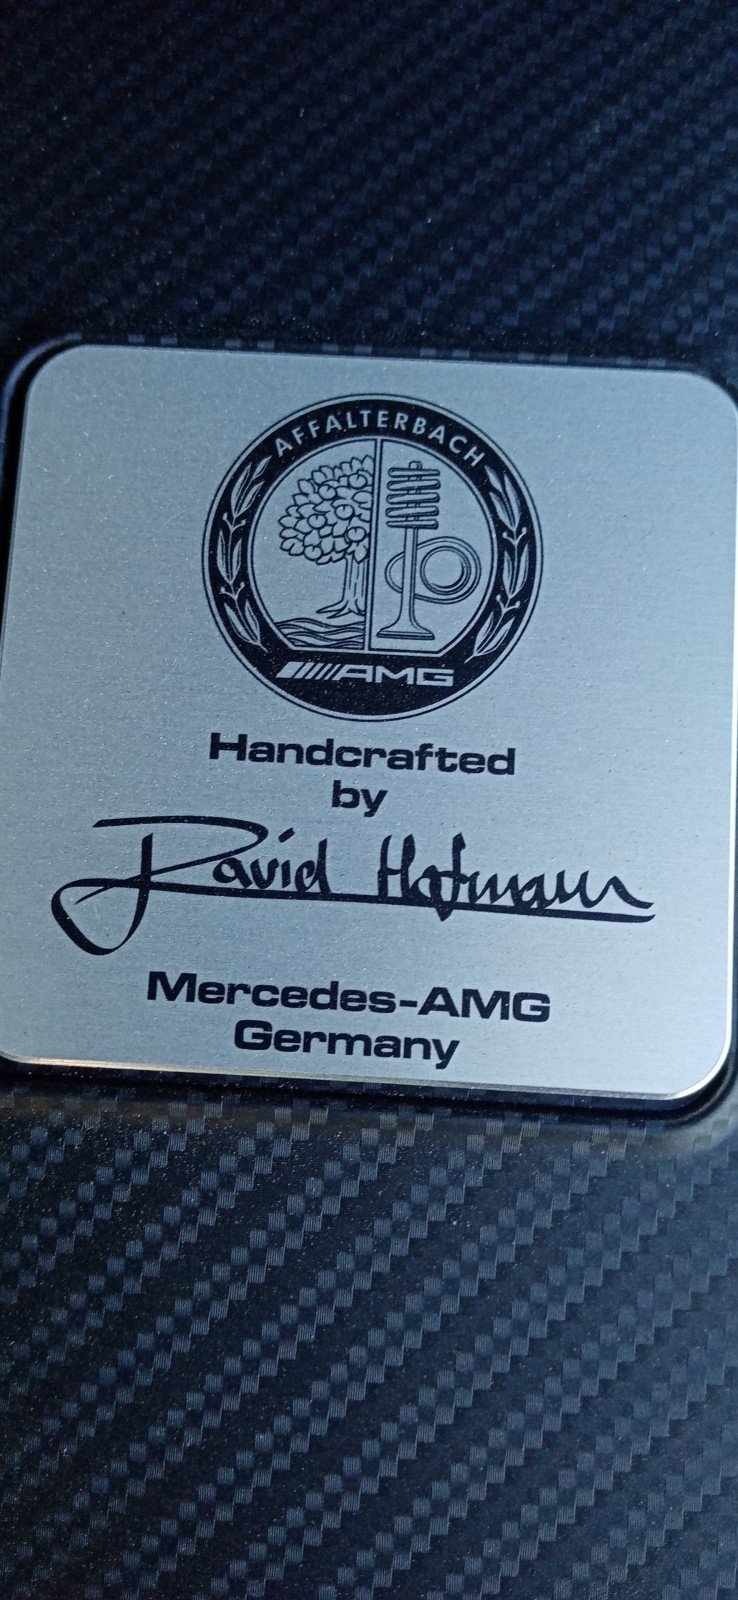 AFFALTERBACH
AMG
Handcrafted
by
David Hofmann
Mercedes-AMG
Germany